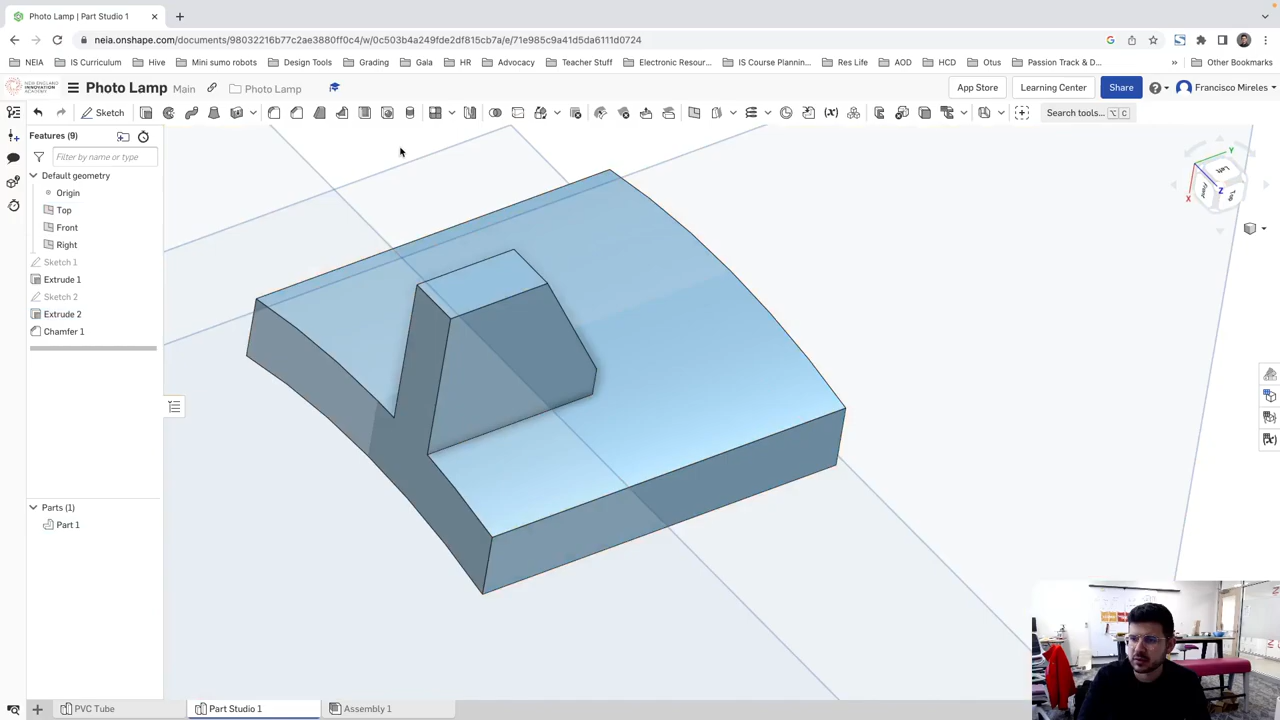 Photo Lamp | Part Studio 1
neia.onshape.com/documents/98032216b77c2ae3880ff0c4/w/0c503b4a249fde2df815cb7a/e/71e985c9a41d5da6111d0724
NEIA IS Curriculum Hive Mini sumo robots Design Tools Grading Gaia HR Advocacy Teacher Stuff Electronic Resour... IS Course Plannin... Res Life AOD HCD Otus Passion Track & D... » Other Bookmarks
Photo Lamp Main Photo Lamp App Store Learning Center Share Francisco Mireles
Sketch Search tools... ⌥ C
Features (9)
Filter by name or type
Default geometry
Origin
Top
Front
Right
Sketch 1
Extrude 1
Sketch 2
Extrude 2
Chamfer 1
Parts (1)
Part 1
Y
Left
Front
Top
Z
X
PVC Tube Part Studio 1 Assembly 1